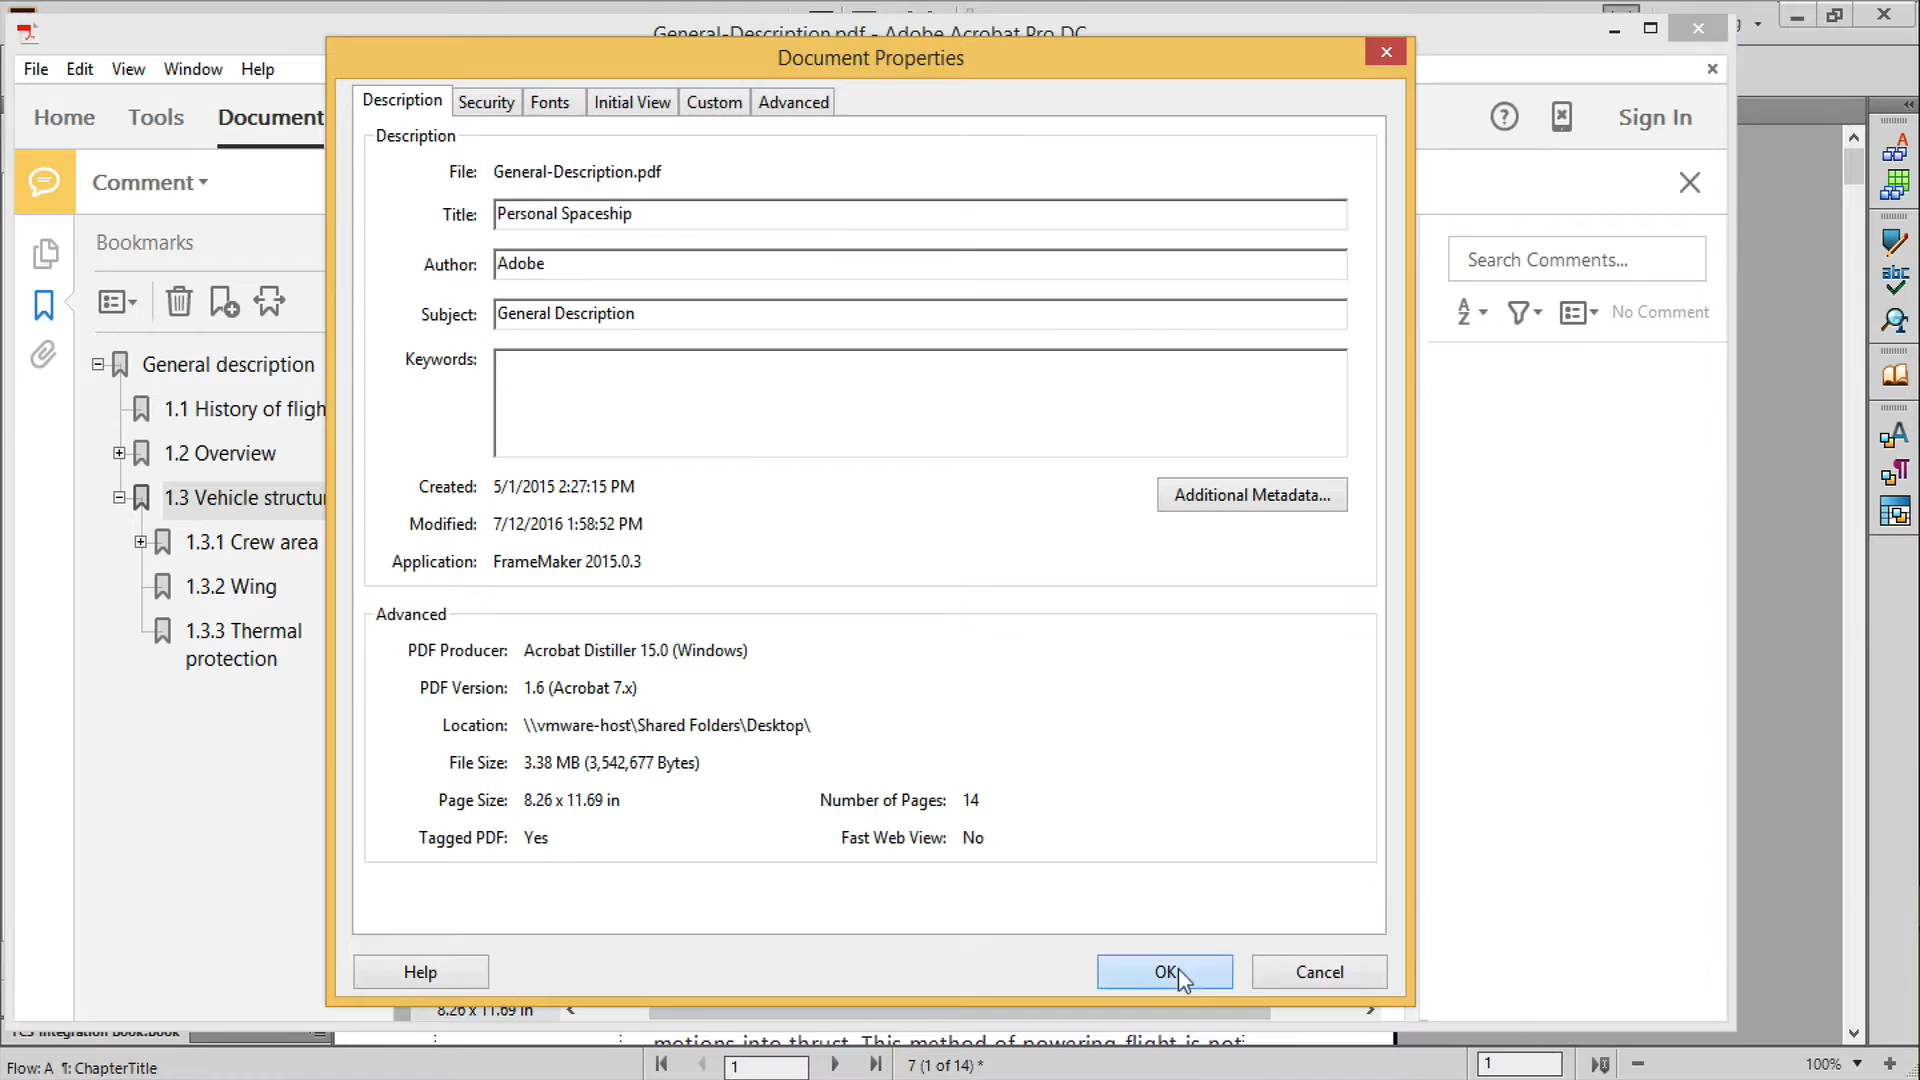 General-Description.pdf - Adobe Acrobat Pro DC
Document Properties
File Edit View Window Help
Home Tools Document
Sign In
Comment
Bookmarks
General description
1.1 History of fligh
1.2 Overview
1.3 Vehicle structu
1.3.1 Crew area
1.3.2 Wing
1.3.3 Thermal
protection
Description Security Fonts Initial View Custom Advanced
Description
File: General-Description.pdf
Title: Personal Spaceship
Author: Adobe
Subject: General Description
Keywords:
Created: 5/1/2015 2:27:15 PM
Modified: 7/12/2016 1:58:52 PM
Application: FrameMaker 2015.0.3
Additional Metadata...
Advanced
PDF Producer: Acrobat Distiller 15.0 (Windows)
PDF Version: 1.6 (Acrobat 7.x)
Location: \\vmware-host\Shared Folders\Desktop\
File Size: 3.38 MB (3,542,677 Bytes)
Page Size: 8.26 x 11.69 in Number of Pages: 14
Tagged PDF: Yes Fast Web View: No
Help OK Cancel
Search Comments...
No Comment
8.26 x 11.69 in
TCS integration book.book
motions into thrust. This method of powering flight is not
Flow: A ¶: ChapterTitle
1
7 (1 of 14) *
1
100%